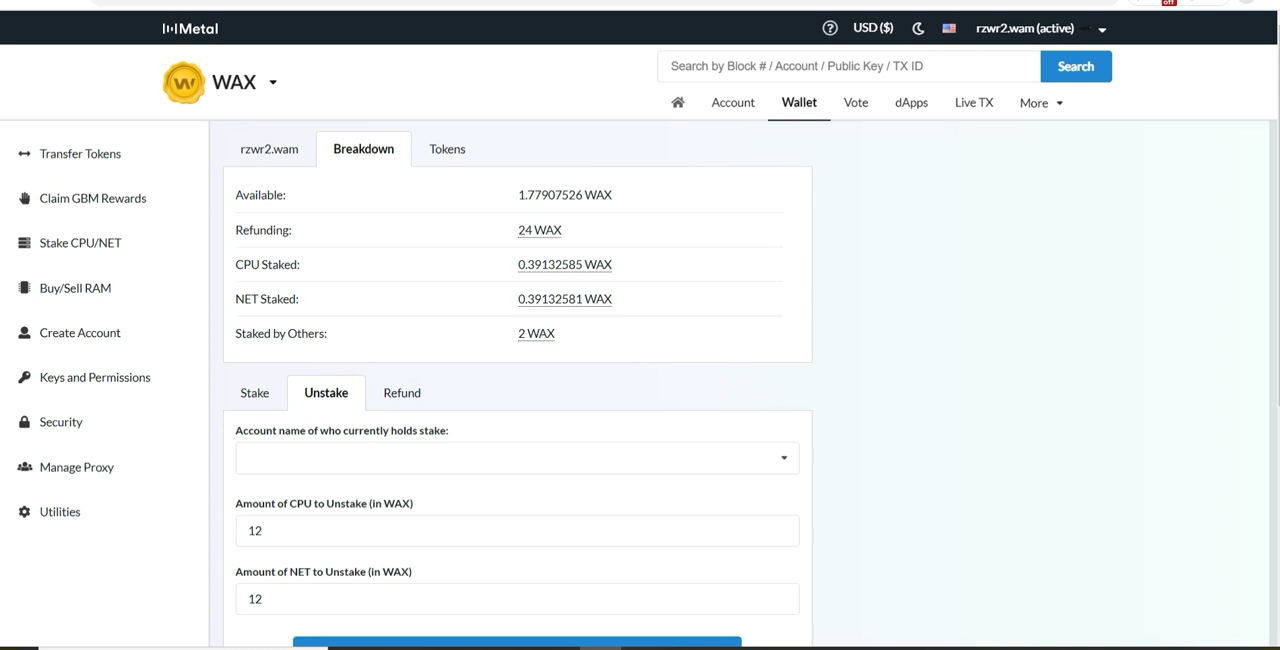 off
Metal
USD ($)
rzwr2.wam (active)
W
WAX
Search by Block # / Account / Public Key / TX ID
Search
Account
Wallet
Vote
dApps
Live TX
More
Transfer Tokens
Claim GBM Rewards
Stake CPU/NET
Buy/Sell RAM
Create Account
Keys and Permissions
Security
Manage Proxy
Utilities
rzwr2.wam
Breakdown
Tokens
Available: 1.77907526 WAX
Refunding: 24 WAX
CPU Staked: 0.39132585 WAX
NET Staked: 0.39132581 WAX
Staked by Others: 2 WAX
Stake
Unstake
Refund
Account name of who currently holds stake:
Amount of CPU to Unstake (in WAX)
12
Amount of NET to Unstake (in WAX)
12